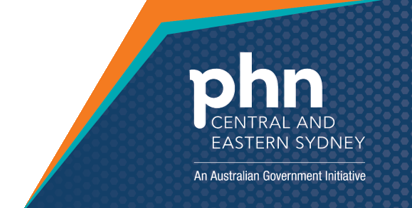 phn
CENTRAL AND
EASTERN SYDNEY
An Australian Government Initiative